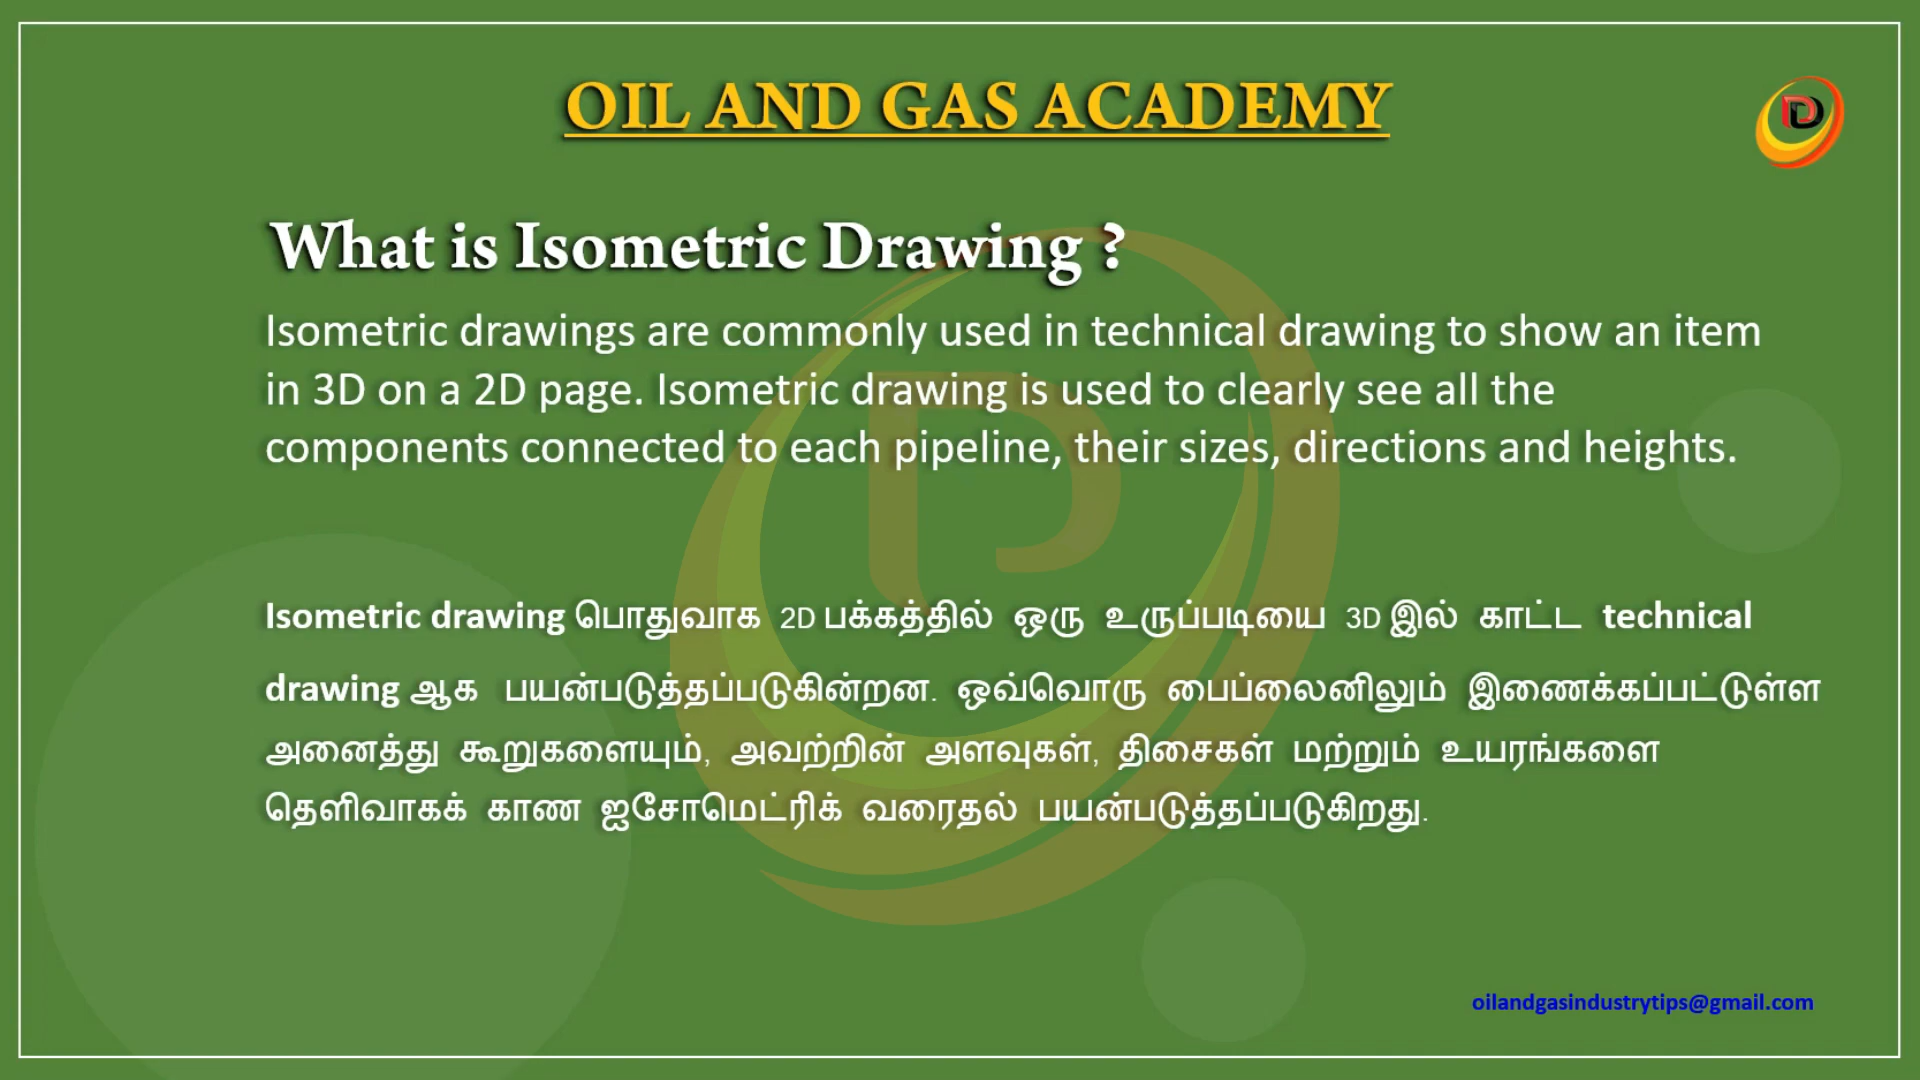 OIL AND GAS ACADEMY
What is Isometric Drawing ?
Isometric drawings are commonly used in technical drawing to show an item
in 3D on a 2D page. Isometric drawing is used to clearly see all the
components connected to each pipeline, their sizes, directions and heights.
Isometric drawing பொதுவாக 2D பக்கத்தில் ஒரு உருப்படியை 3D இல் காட்ட technical
drawing ஆக பயன்படுத்தப்படுகின்றன. ஒவ்வொரு பைப்லைனிலும் இணைக்கப்பட்டுள்ள
அனைத்து கூறுகளையும், அவற்றின் அளவுகள், திசைகள் மற்றும் உயரங்களை
தெளிவாகக் காண ஐசோமெட்ரிக் வரைதல் பயன்படுத்தப்படுகிறது.
oilandgasindustrytips@gmail.com